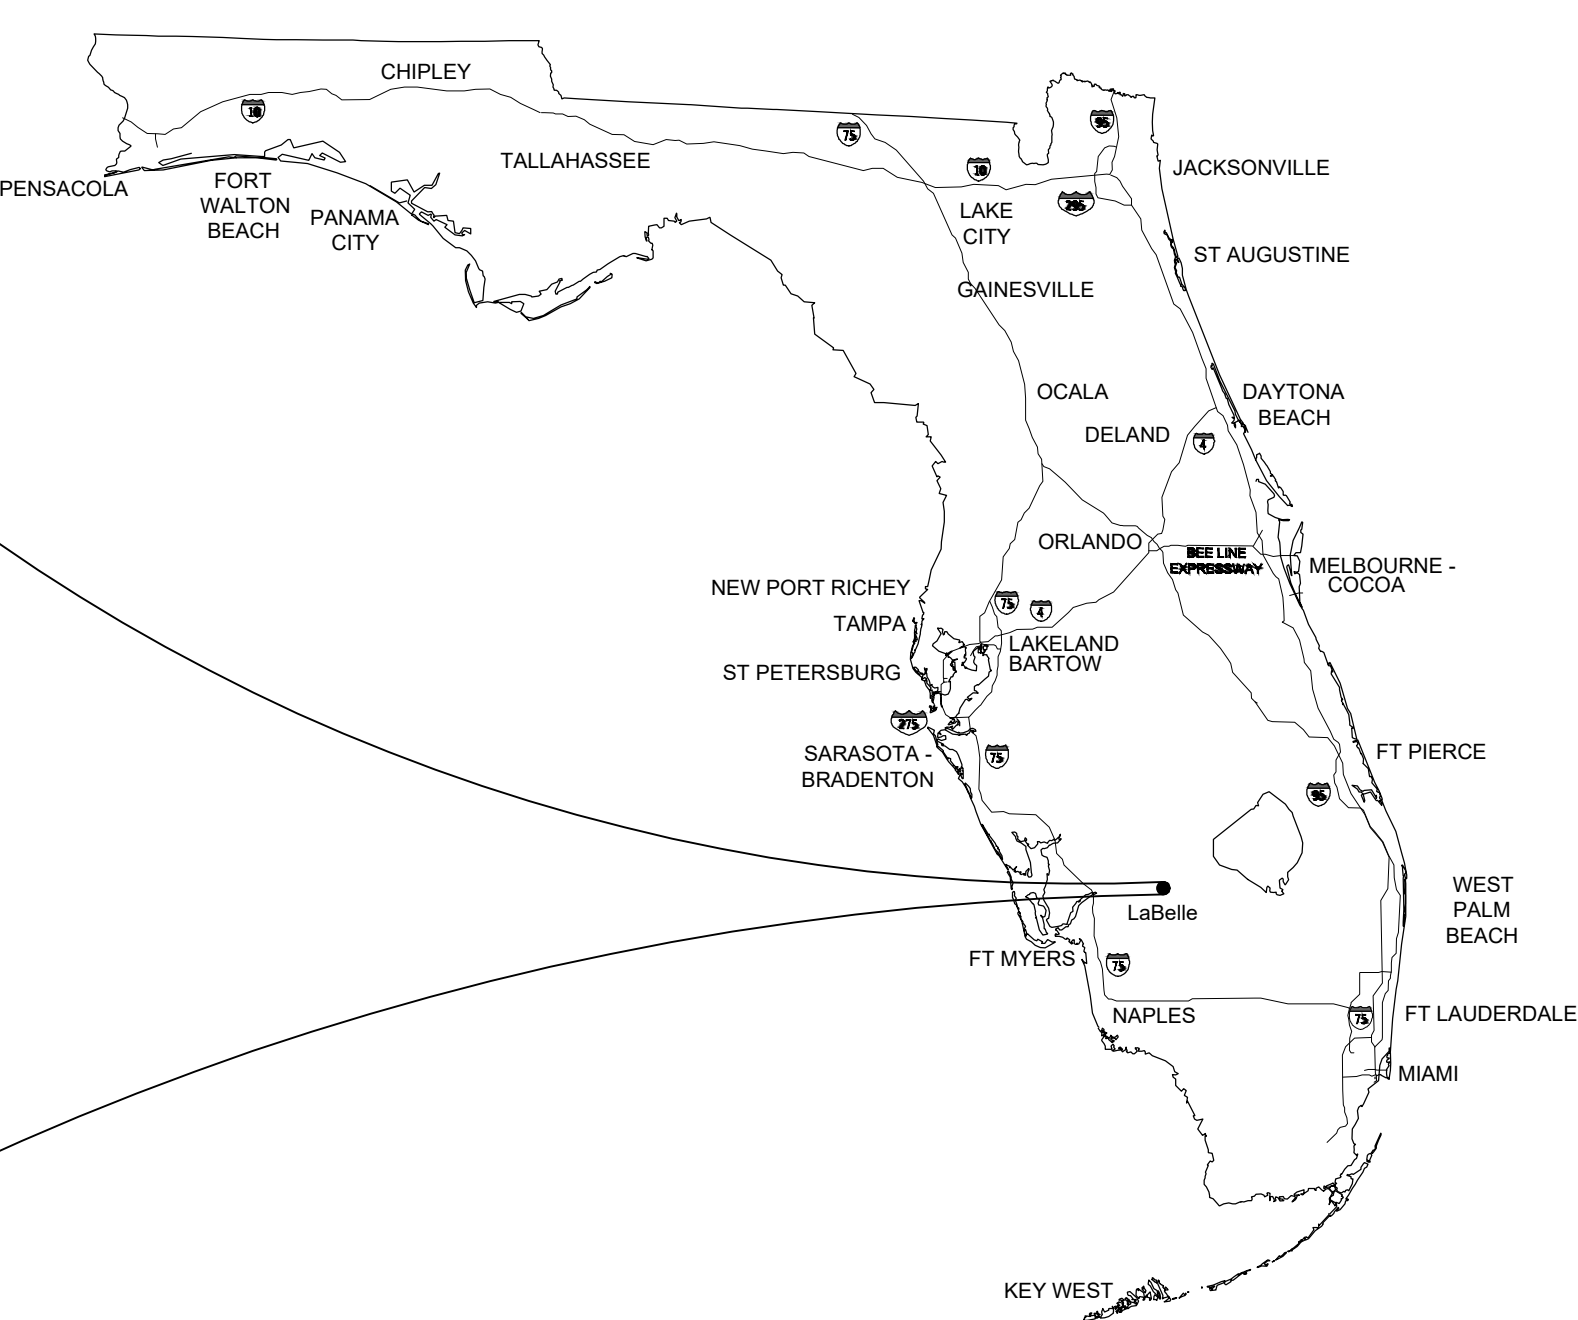 CHIPLEY
10
75
95
TALLAHASSEE
10
JACKSONVILLE
PENSACOLA
FORT
WALTON
BEACH
PANAMA
CITY
295
LAKE
CITY
ST AUGUSTINE
GAINESVILLE
OCALA
DAYTONA
BEACH
DELAND
4
ORLANDO
BEE LINE
EXPRESSWAY
MELBOURNE -
COCOA
NEW PORT RICHEY
75
4
TAMPA
LAKELAND
BARTOW
ST PETERSBURG
275
SARASOTA -
BRADENTON
75
FT PIERCE
95
WEST
PALM
BEACH
LaBelle
FT MYERS
75
NAPLES
75
FT LAUDERDALE
MIAMI
KEY WEST